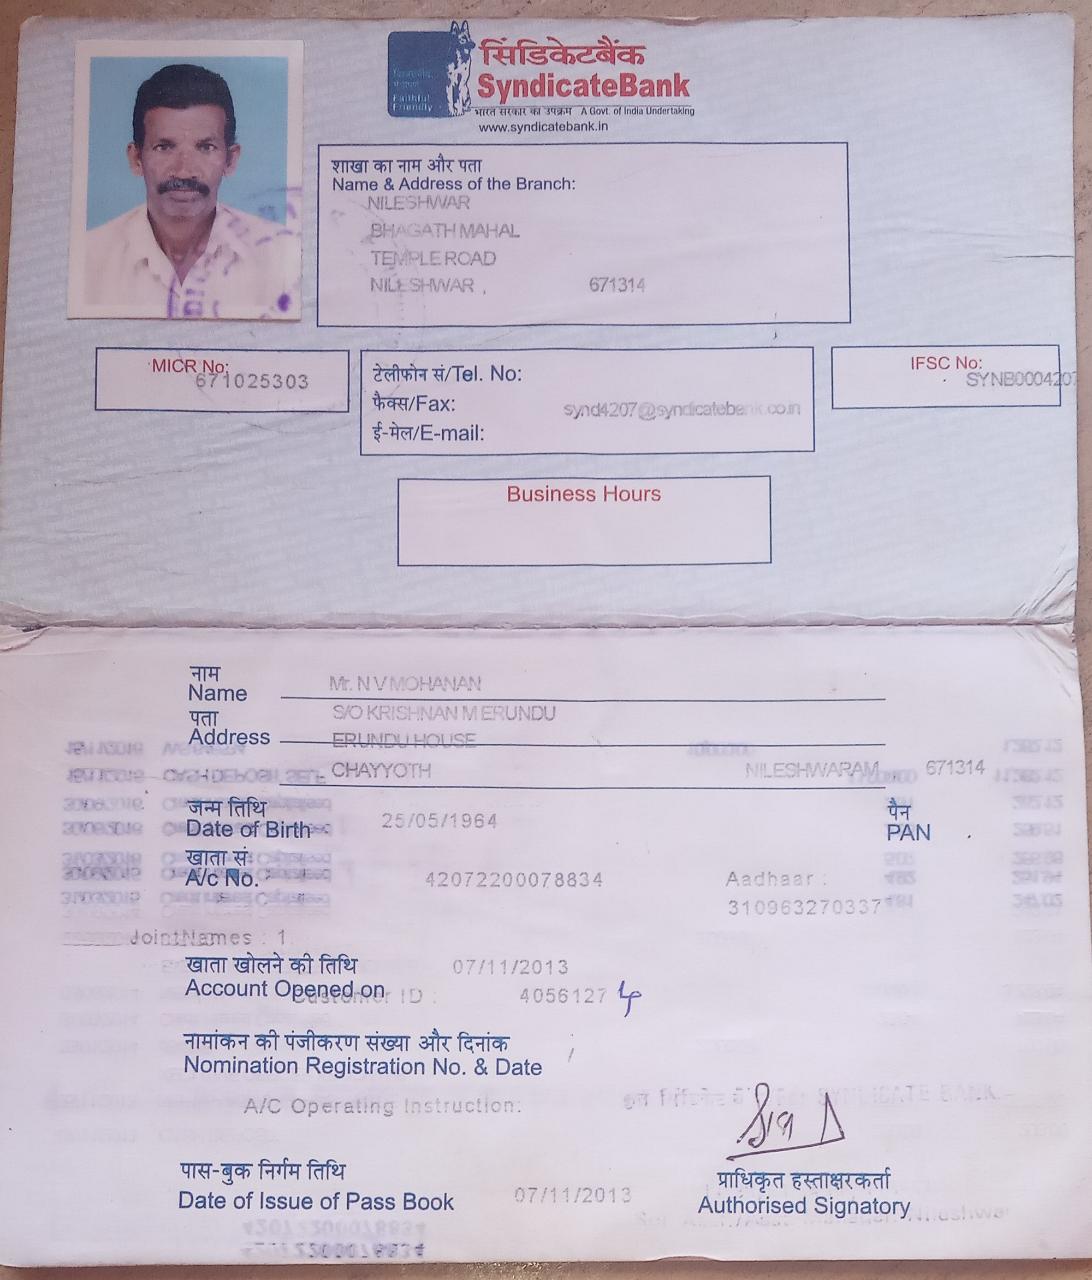 सिंडिकेटबैंक
SyndicateBank
Faithful
Friendly
भारत सरकार का उपक्रम A Govt. of India Undertaking
www.syndicatebank.in
शाखा का नाम और पता
Name & Address of the Branch:
NILESHWAR
BHAGATH MAHAL
TEMPLE ROAD
NILESHWAR , 671314
MICR No:
671025303
टेलीफोन सं/Tel. No:
फैक्स/Fax:
synd4207@syndicatebank.co.in
ई-मेल/E-mail:
IFSC No:
SYNB0004207
Business Hours
नाम
Name Mr. N V MOHANAN
पता
S/O KRISHNAN M ERUNDU
Address ERUNDU HOUSE
CHAYYOTH NILESHWARAM 671314
जन्म तिथि
Date of Birth 25/05/1964
पैन
PAN
खाता सं
A/c No. 42072200078834
Aadhaar :
310963270337
JointNames : 1
खाता खोलने की तिथि 07/11/2013
Account Opened on
Customer ID : 4056127
नामांकन की पंजीकरण संख्या और दिनांक
Nomination Registration No. & Date /
A/C Operating Instruction:
SYNDICATE BANK
पास-बुक निर्गम तिथि
Date of Issue of Pass Book 07/11/2013
प्राधिकृत हस्ताक्षरकर्ता
Authorised Signatory
42072200078834
42072200078834